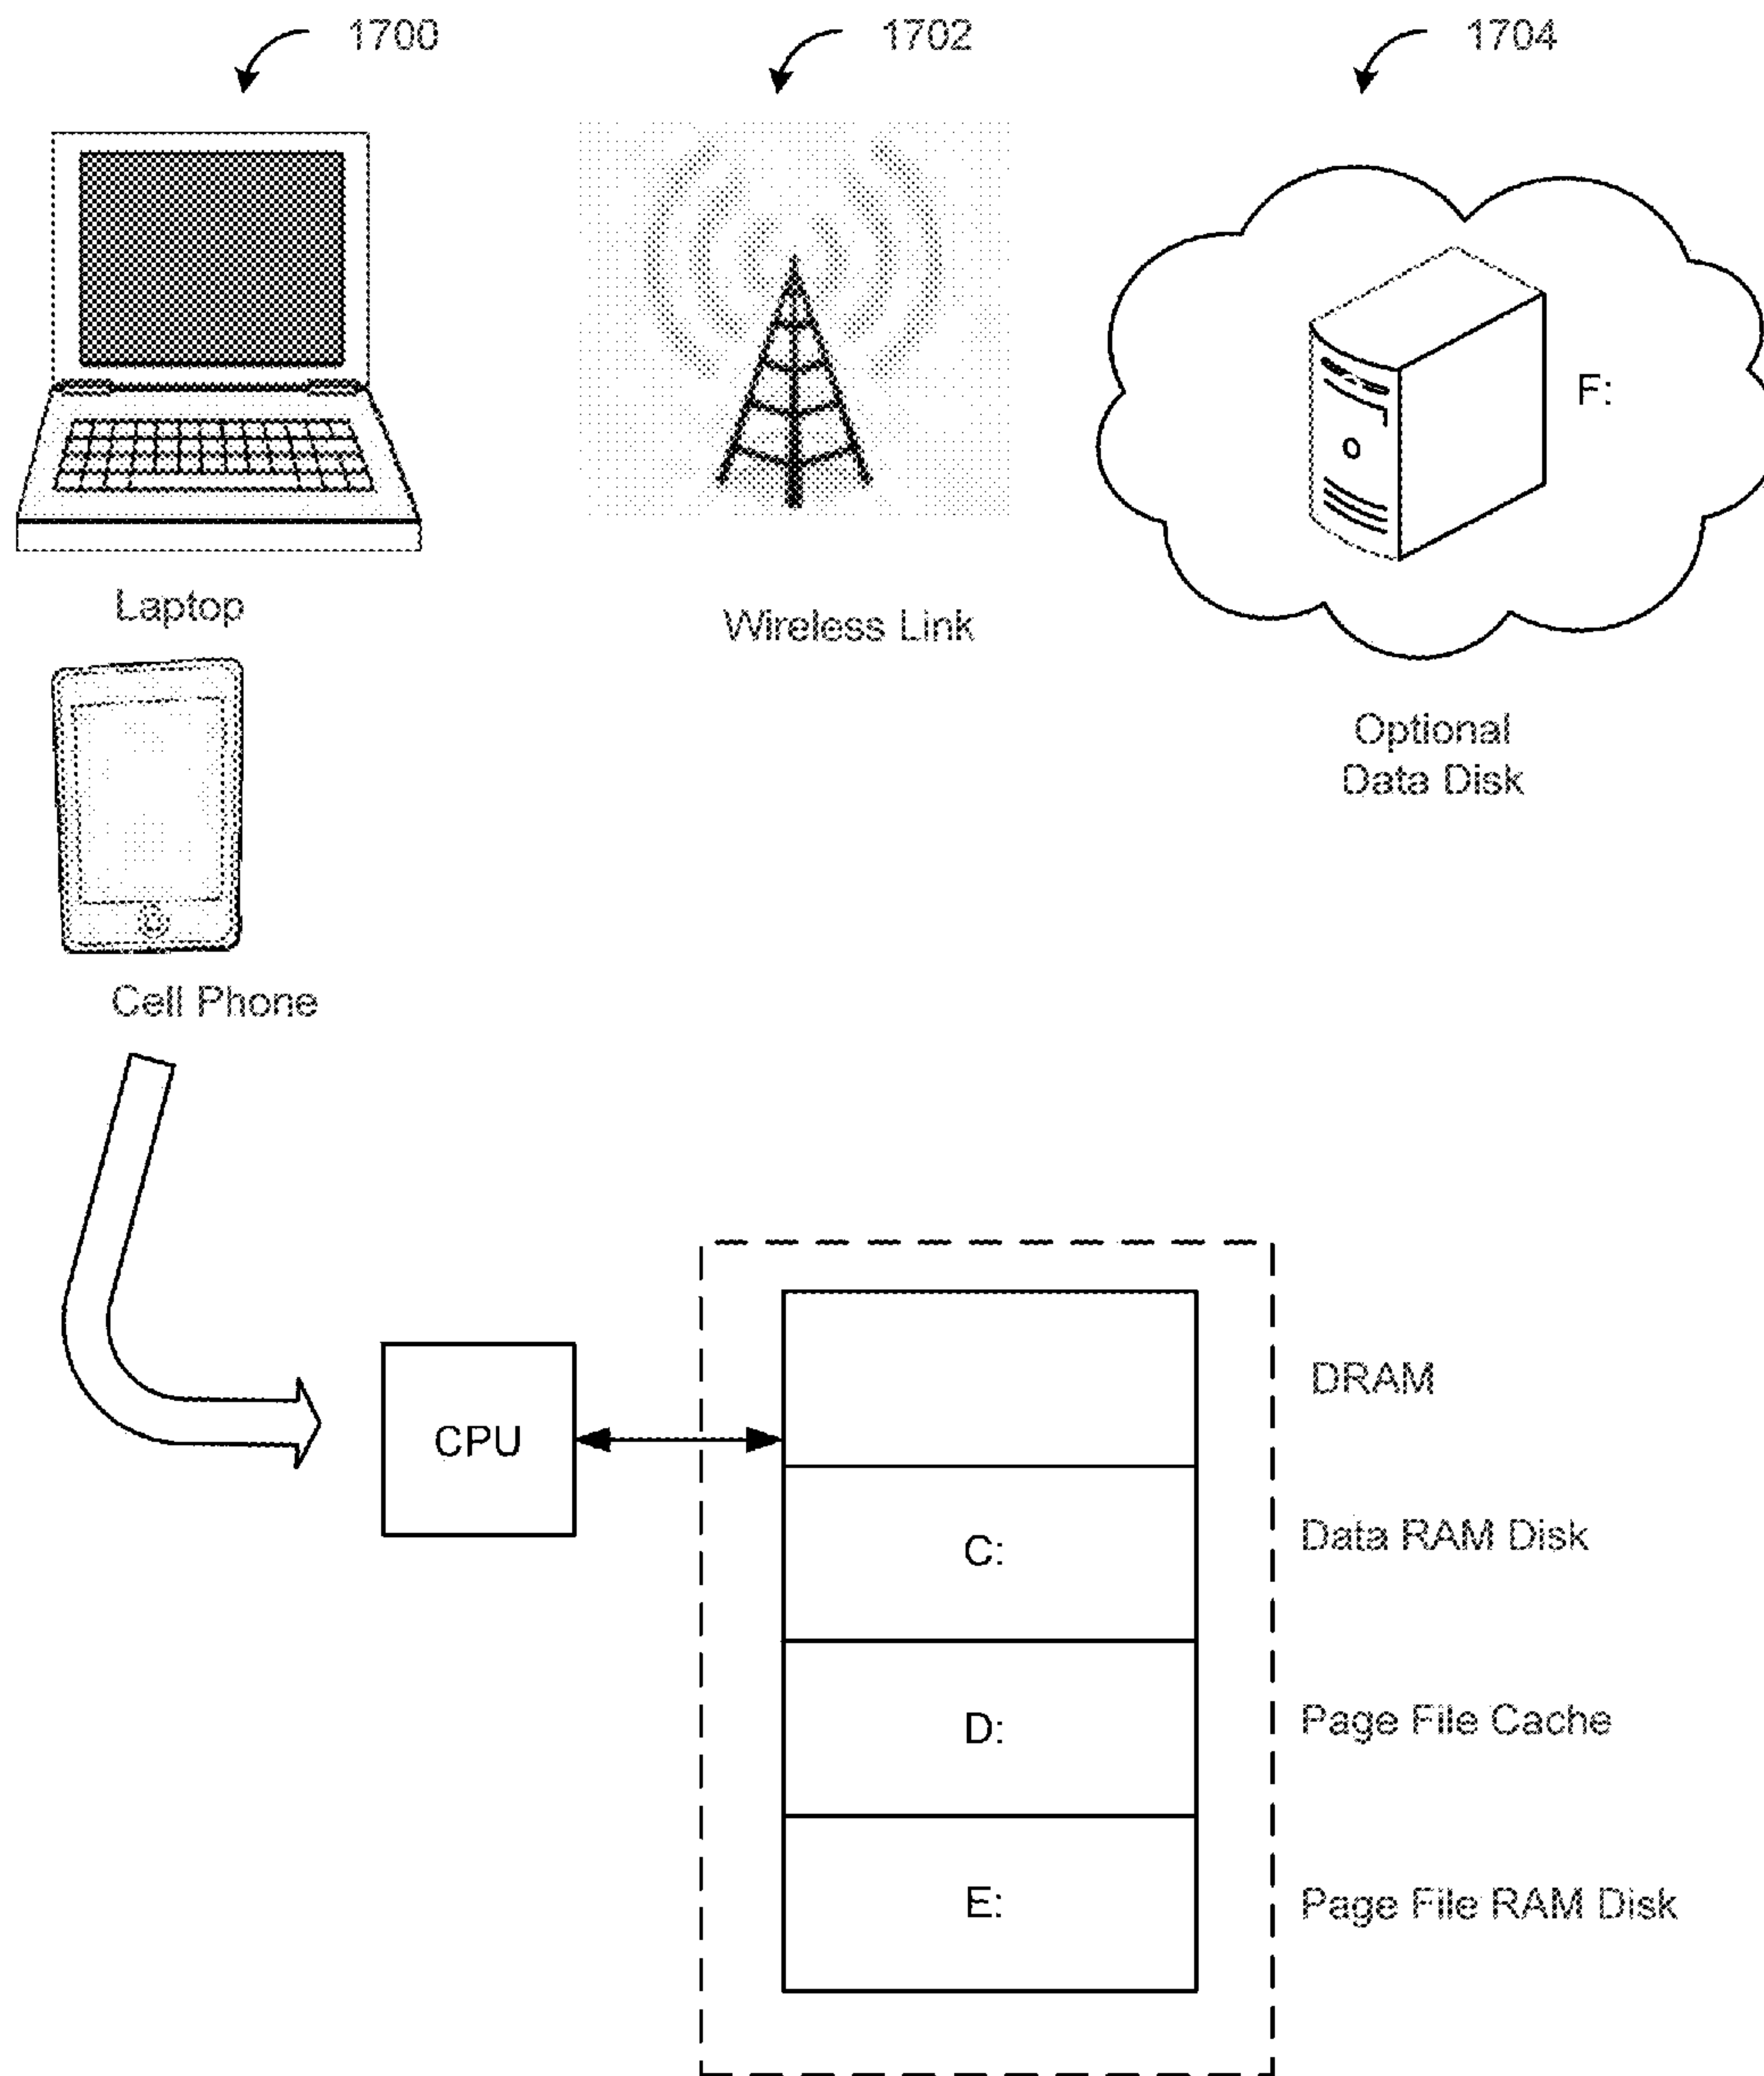 1700
1702
1704
F:
Laptop
Wireless Link
Optional
Data Disk
Cell Phone
CPU
DRAM
C:
Data RAM Disk
D:
Page File Cache
E:
Page File RAM Disk